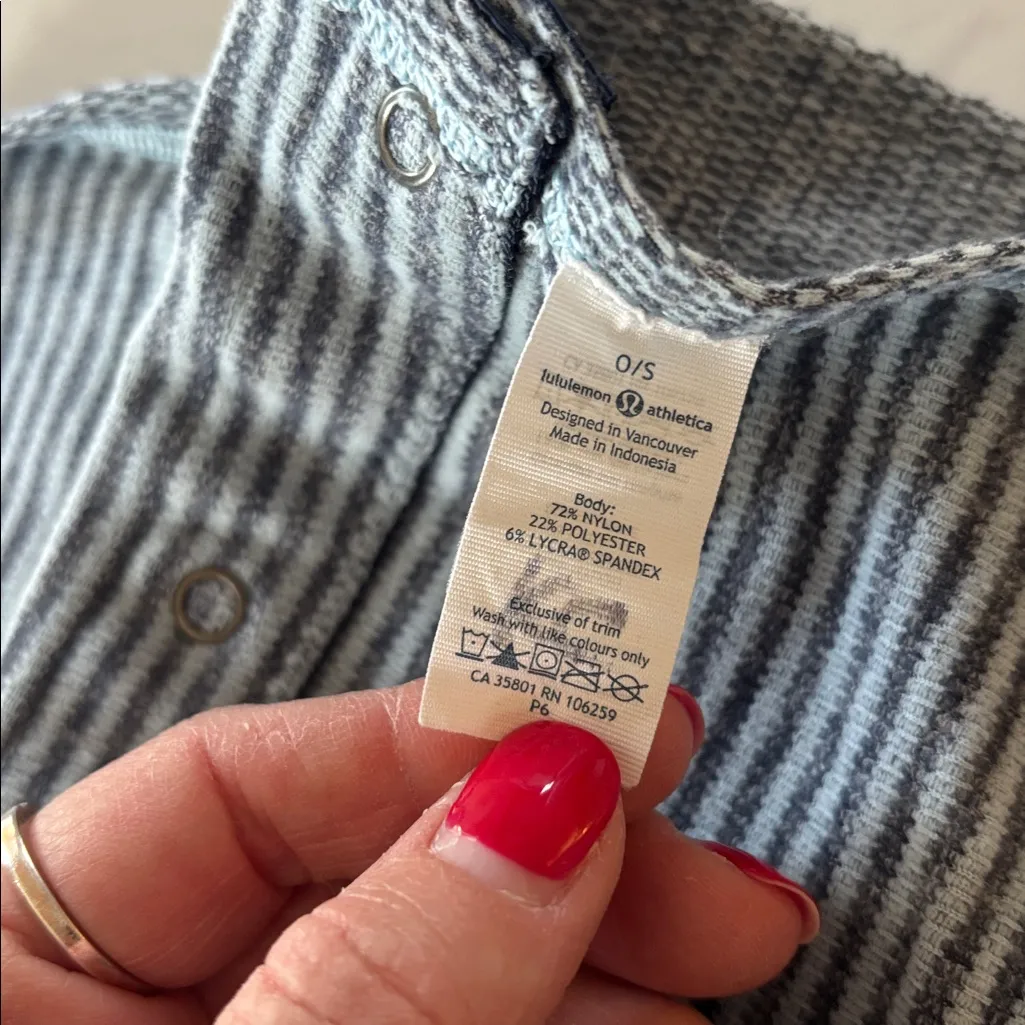 O/S
lululemon athletica
Designed in Vancouver
Made in Indonesia
Body:
72% NYLON
22% POLYESTER
6% LYCRA® SPANDEX
Exclusive of trim
Wash with like colours only
CA 35801 RN 106259
P6